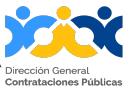 Dirección General
Contrataciones Públicas